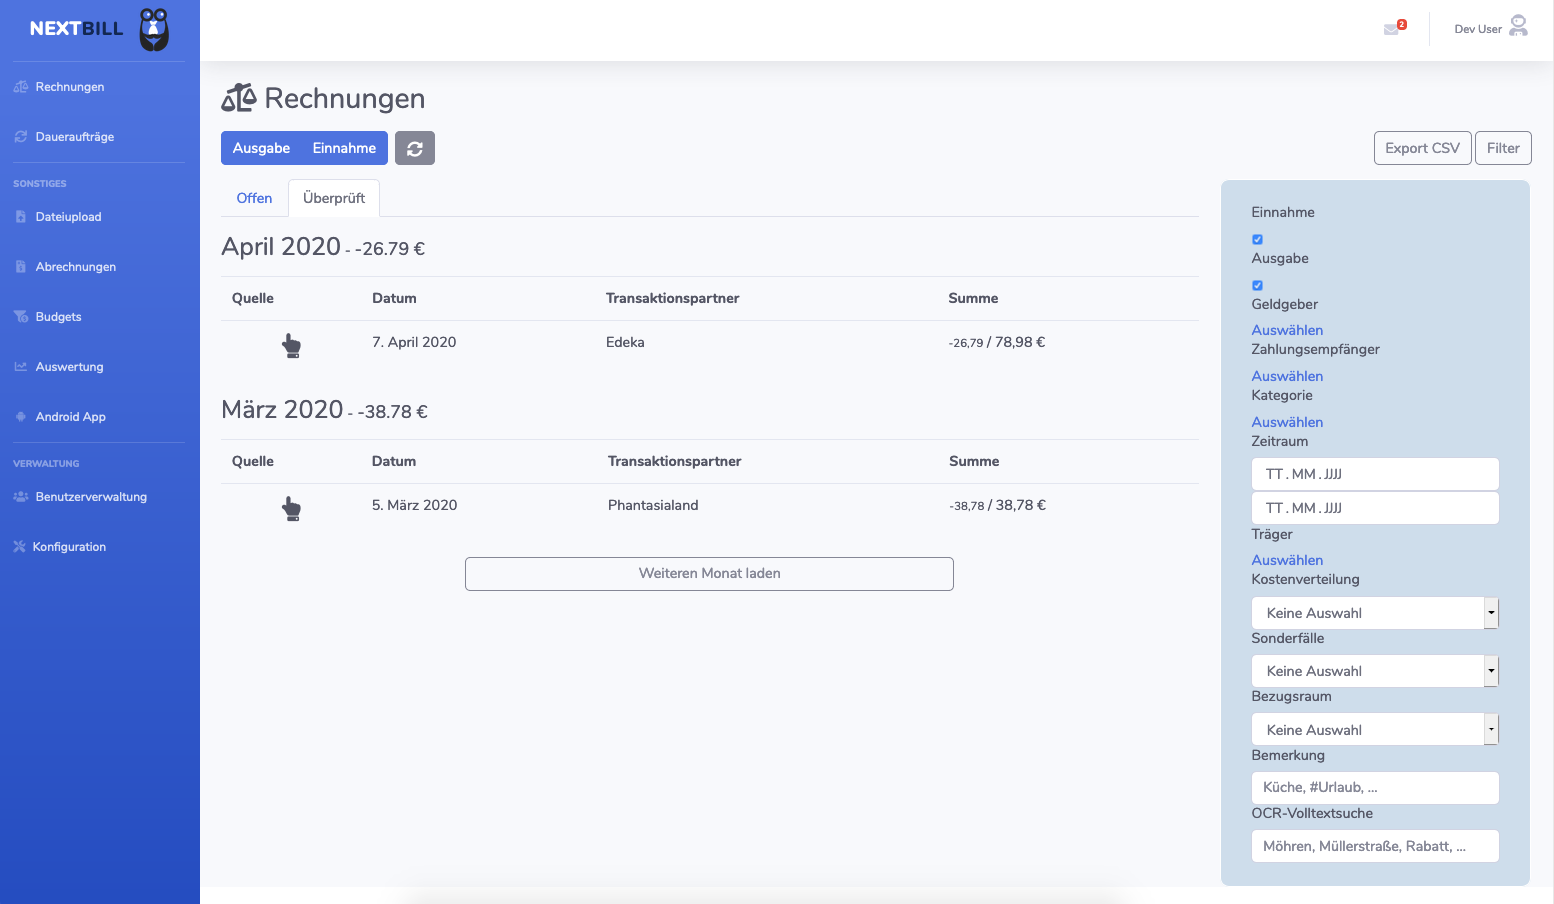 NEXTBILL
2
Dev User
Rechnungen
Daueraufträge
SONSTIGES
Dateiupload
Abrechnungen
Budgets
Auswertung
Android App
VERWALTUNG
Benutzerverwaltung
Konfiguration
Rechnungen
Ausgabe Einnahme
Export CSV Filter
Offen Überprüft
April 2020 - -26.79 €
Quelle Datum Transaktionspartner Summe
7. April 2020 Edeka -26,79 / 78,98 €
März 2020 - -38.78 €
Quelle Datum Transaktionspartner Summe
5. März 2020 Phantasialand -38,78 / 38,78 €
Weiteren Monat laden
Einnahme
Ausgabe
Geldgeber
Auswählen
Zahlungsempfänger
Auswählen
Kategorie
Auswählen
Zeitraum
TT . MM . JJJJ
TT . MM . JJJJ
Träger
Auswählen
Kostenverteilung
Keine Auswahl
Sonderfälle
Keine Auswahl
Bezugsraum
Keine Auswahl
Bemerkung
Küche, #Urlaub, ...
OCR-Volltextsuche
Möhren, Müllerstraße, Rabatt, ...